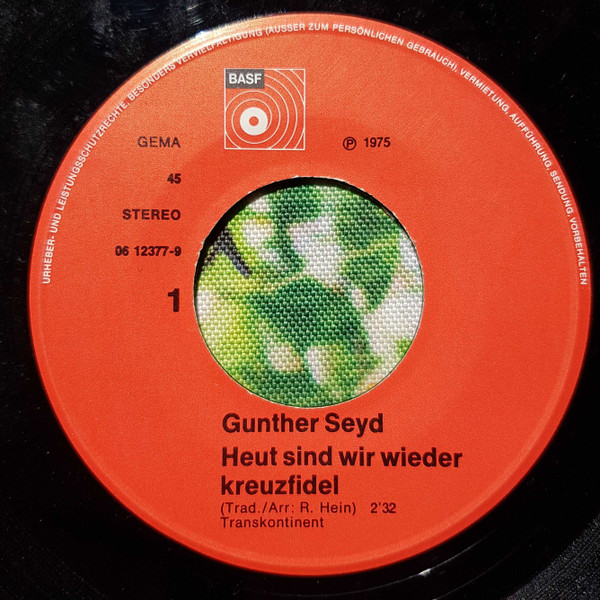 URHEBER- UND LEISTUNGSSCHUTZRECHTE, BESONDERS VERVIELFÄLTIGUNG (AUSSER ZUM PERSÖNLICHEN GEBRAUCH), VERMIETUNG, AUFFÜHRUNG, SENDUNG, VORBEHALTEN
BASF
GEMA
℗ 1975
45
STEREO
06 12377-9
1
Gunther Seyd
Heut sind wir wieder
kreuzfidel
(Trad./Arr: R. Hein) 2'32
Transkontinent